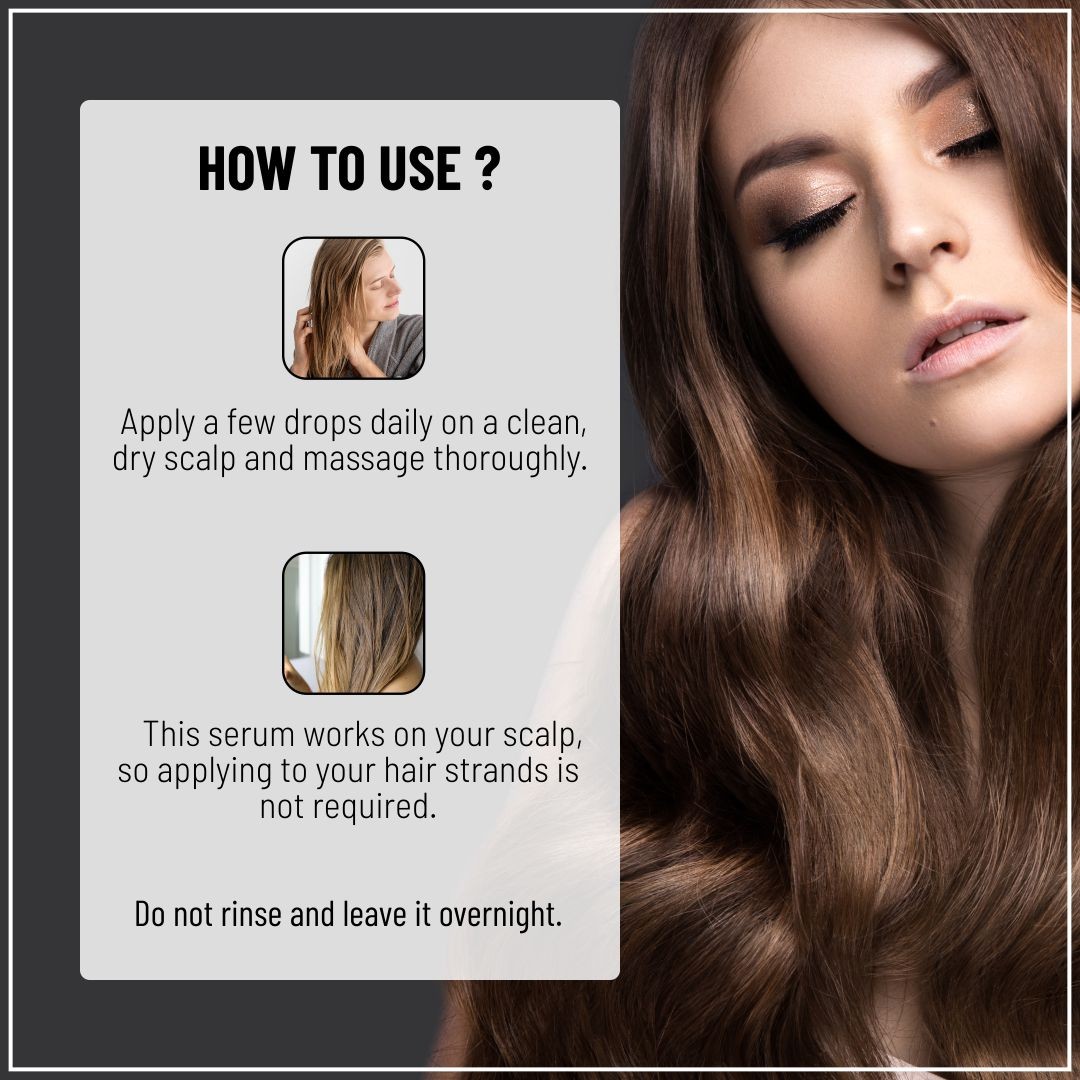 HOW TO USE ?
Apply a few drops daily on a clean,
dry scalp and massage thoroughly.
This serum works on your scalp,
so applying to your hair strands is
not required.
Do not rinse and leave it overnight.